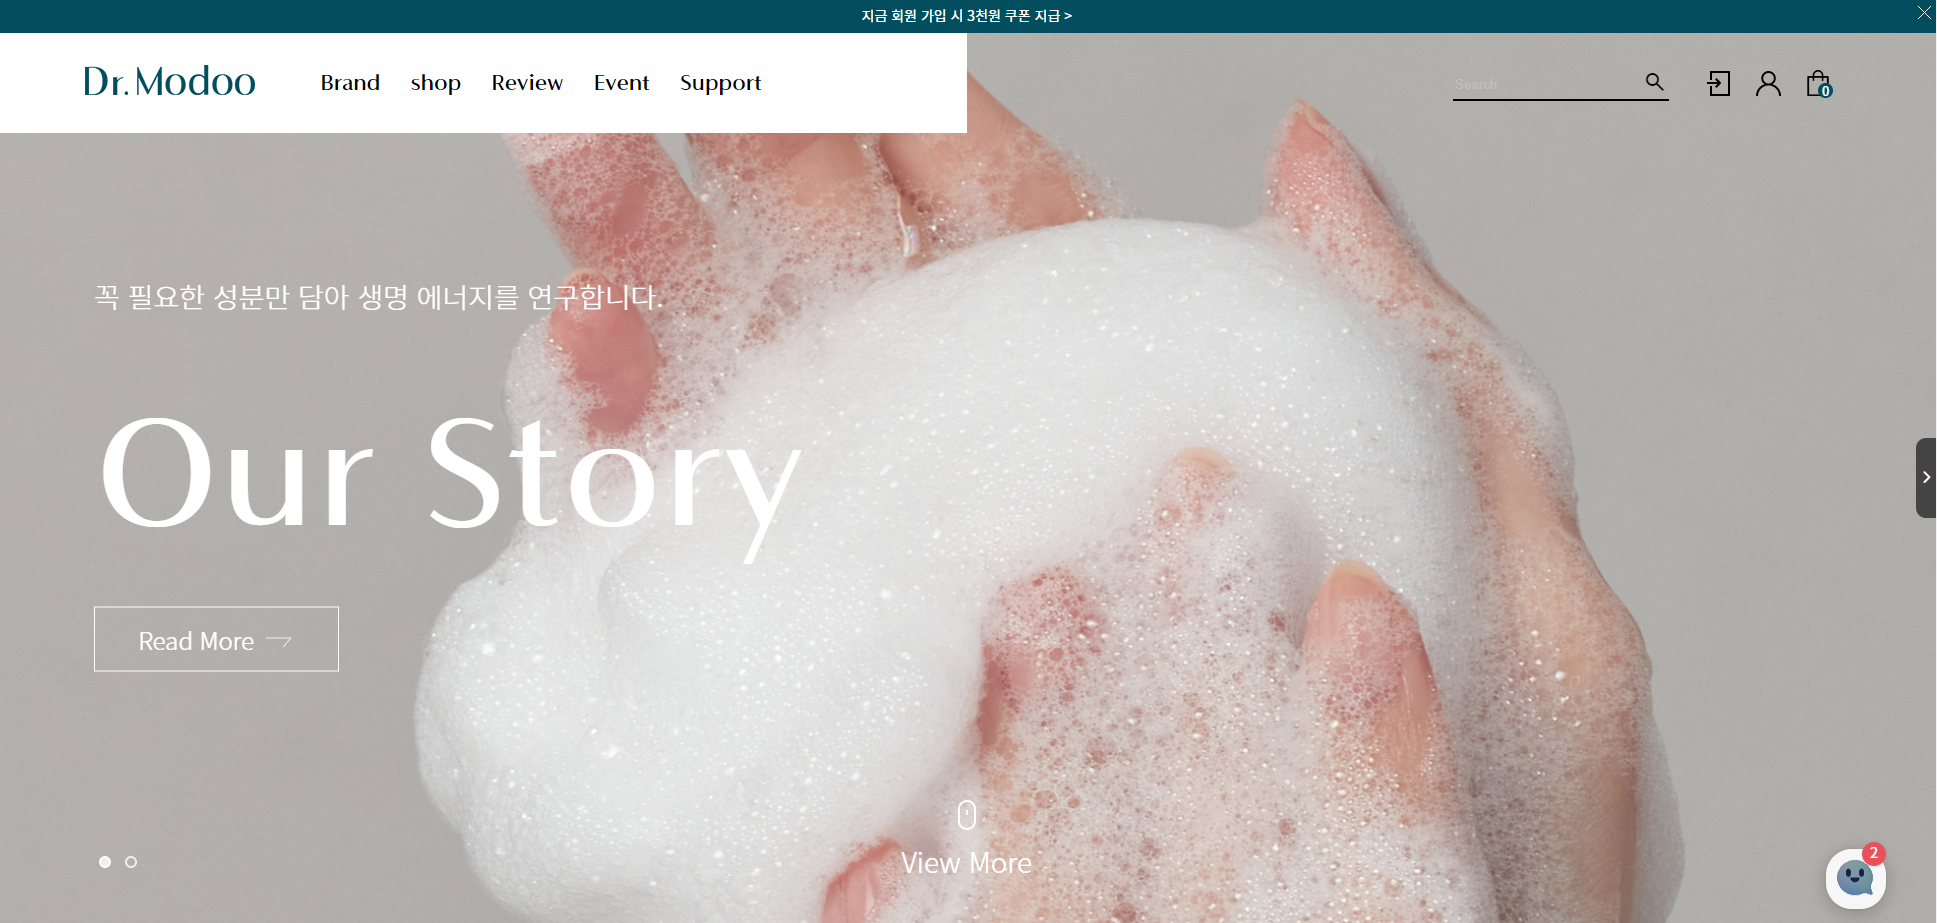 지금 회원 가입 시 3천원 쿠폰 지급 >
Dr.Modoo
Brand shop Review Event Support
Search
0
꼭 필요한 성분만 담아 생명 에너지를 연구합니다.
Our Story
Read More
View More
2